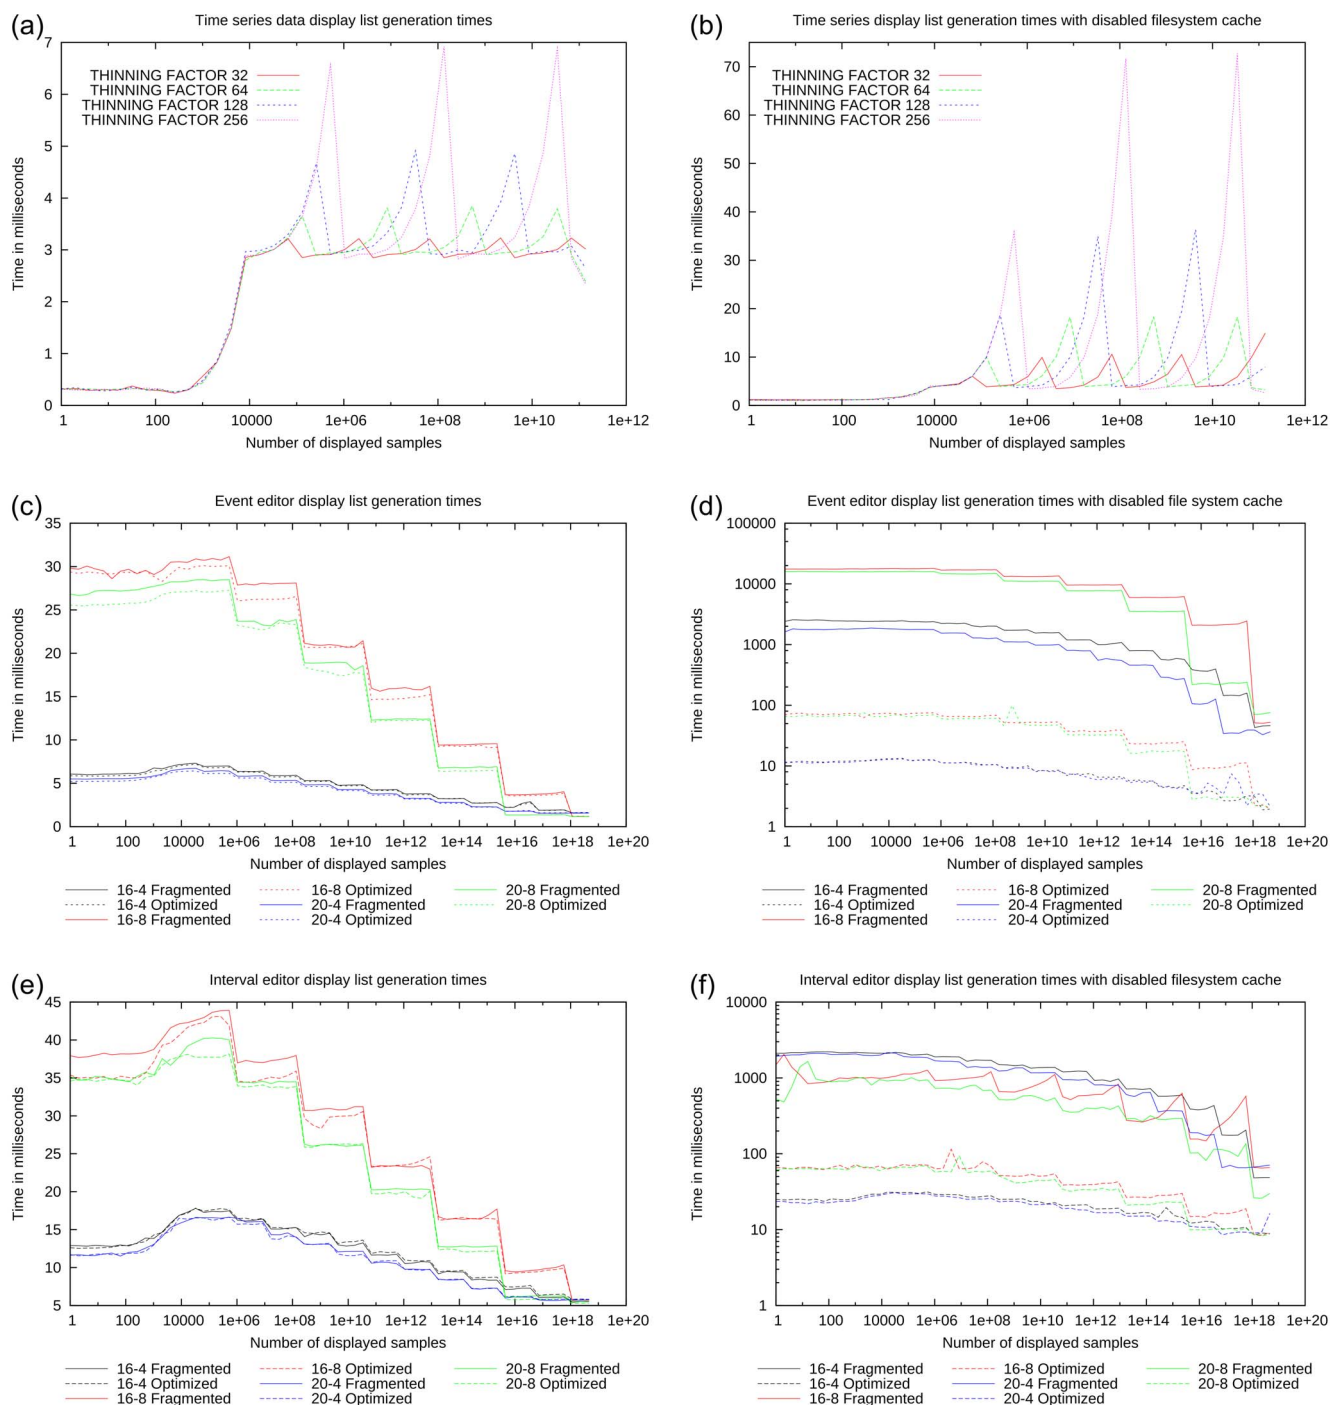 (a)
Time series data display list generation times
7
6
5
4
3
2
1
0
THINNING FACTOR 32
THINNING FACTOR 64
THINNING FACTOR 128
THINNING FACTOR 256
Time in milliseconds
1 100 10000 1e+06 1e+08 1e+10 1e+12
Number of displayed samples
(b)
Time series display list generation times with disabled filesystem cache
70
60
50
40
30
20
10
0
THINNING FACTOR 32
THINNING FACTOR 64
THINNING FACTOR 128
THINNING FACTOR 256
Time in milliseconds
1 100 10000 1e+06 1e+08 1e+10 1e+12
Number of displayed samples
(c)
Event editor display list generation times
35
30
25
20
15
10
5
0
Time in milliseconds
1 100 10000 1e+06 1e+08 1e+10 1e+12 1e+14 1e+16 1e+18 1e+20
Number of displayed samples
16-4 Fragmented 16-8 Optimized 20-8 Fragmented
16-4 Optimized 20-4 Fragmented 20-8 Optimized
16-8 Fragmented 20-4 Optimized
(d)
Event editor display list generation times with disabled file system cache
100000
10000
1000
100
10
1
Time in milliseconds
1 100 10000 1e+06 1e+08 1e+10 1e+12 1e+14 1e+16 1e+18 1e+20
Number of displayed samples
16-4 Fragmented 16-8 Optimized 20-8 Fragmented
16-4 Optimized 20-4 Fragmented 20-8 Optimized
16-8 Fragmented 20-4 Optimized
(e)
Interval editor display list generation times
45
40
35
30
25
20
15
10
5
Time in milliseconds
1 100 10000 1e+06 1e+08 1e+10 1e+12 1e+14 1e+16 1e+18 1e+20
Number of displayed samples
16-4 Fragmented 16-8 Optimized 20-8 Fragmented
16-4 Optimized 20-4 Fragmented 20-8 Optimized
16-8 Fragmented 20-4 Optimized
(f)
Interval editor display list generation times with disabled filesystem cache
10000
1000
100
10
1
Time in milliseconds
1 100 10000 1e+06 1e+08 1e+10 1e+12 1e+14 1e+16 1e+18 1e+20
Number of displayed samples
16-4 Fragmented 16-8 Optimized 20-8 Fragmented
16-4 Optimized 20-4 Fragmented 20-8 Optimized
16-8 Fragmented 20-4 Optimized